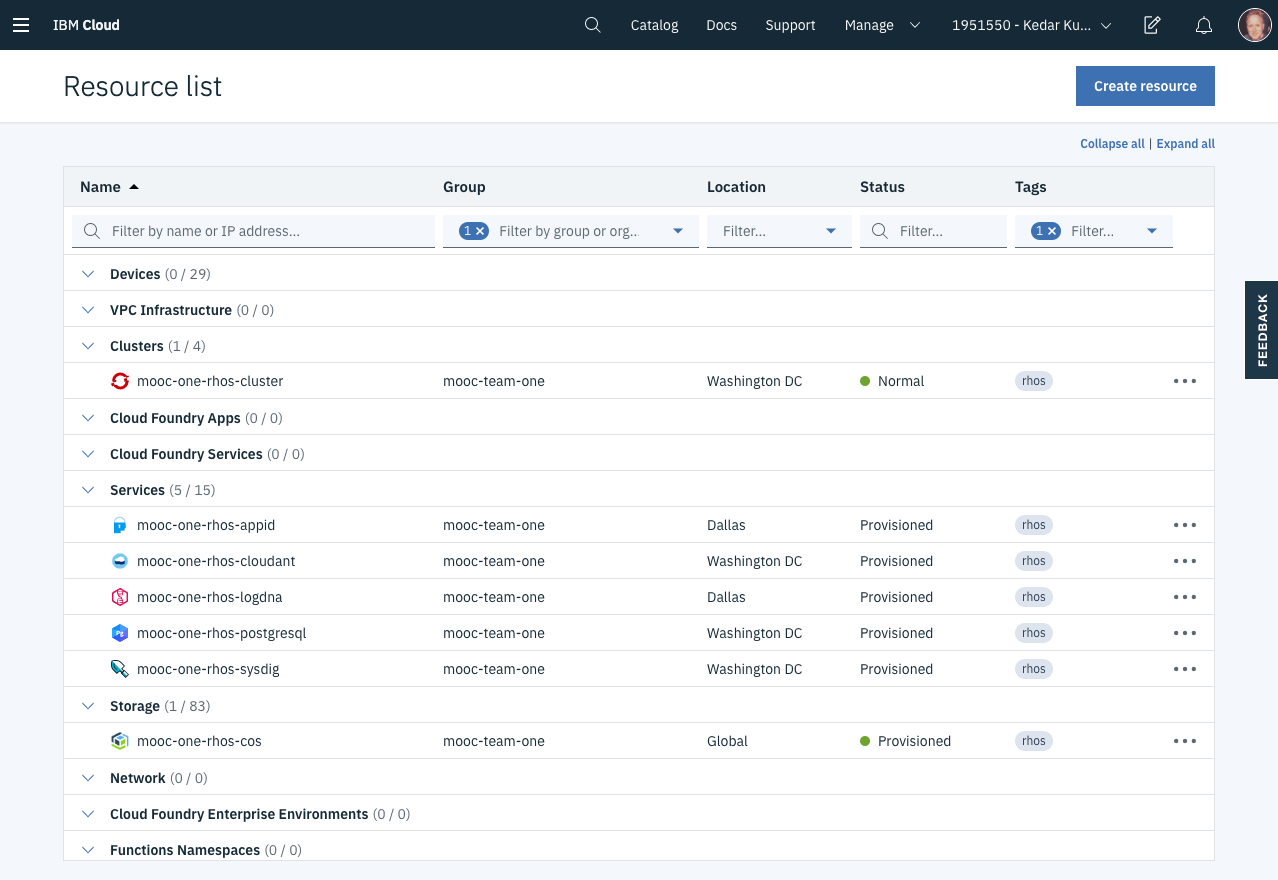 IBM Cloud Catalog Docs Support Manage 1951550 - Kedar Ku...
Resource list Create resource
Collapse all | Expand all
Name Group Location Status Tags
Filter by name or IP address... 1 × Filter by group or org... Filter... Filter... 1 × Filter...
Devices (0 / 29)
VPC Infrastructure (0 / 0)
FEEDBACK
Clusters (1 / 4)
mooc-one-rhos-cluster mooc-team-one Washington DC Normal rhos
Cloud Foundry Apps (0 / 0)
Cloud Foundry Services (0 / 0)
Services (5 / 15)
mooc-one-rhos-appid mooc-team-one Dallas Provisioned rhos
mooc-one-rhos-cloudant mooc-team-one Washington DC Provisioned rhos
mooc-one-rhos-logdna mooc-team-one Dallas Provisioned rhos
mooc-one-rhos-postgresql mooc-team-one Washington DC Provisioned rhos
mooc-one-rhos-sysdig mooc-team-one Washington DC Provisioned rhos
Storage (1 / 83)
mooc-one-rhos-cos mooc-team-one Global Provisioned rhos
Network (0 / 0)
Cloud Foundry Enterprise Environments (0 / 0)
Functions Namespaces (0 / 0)